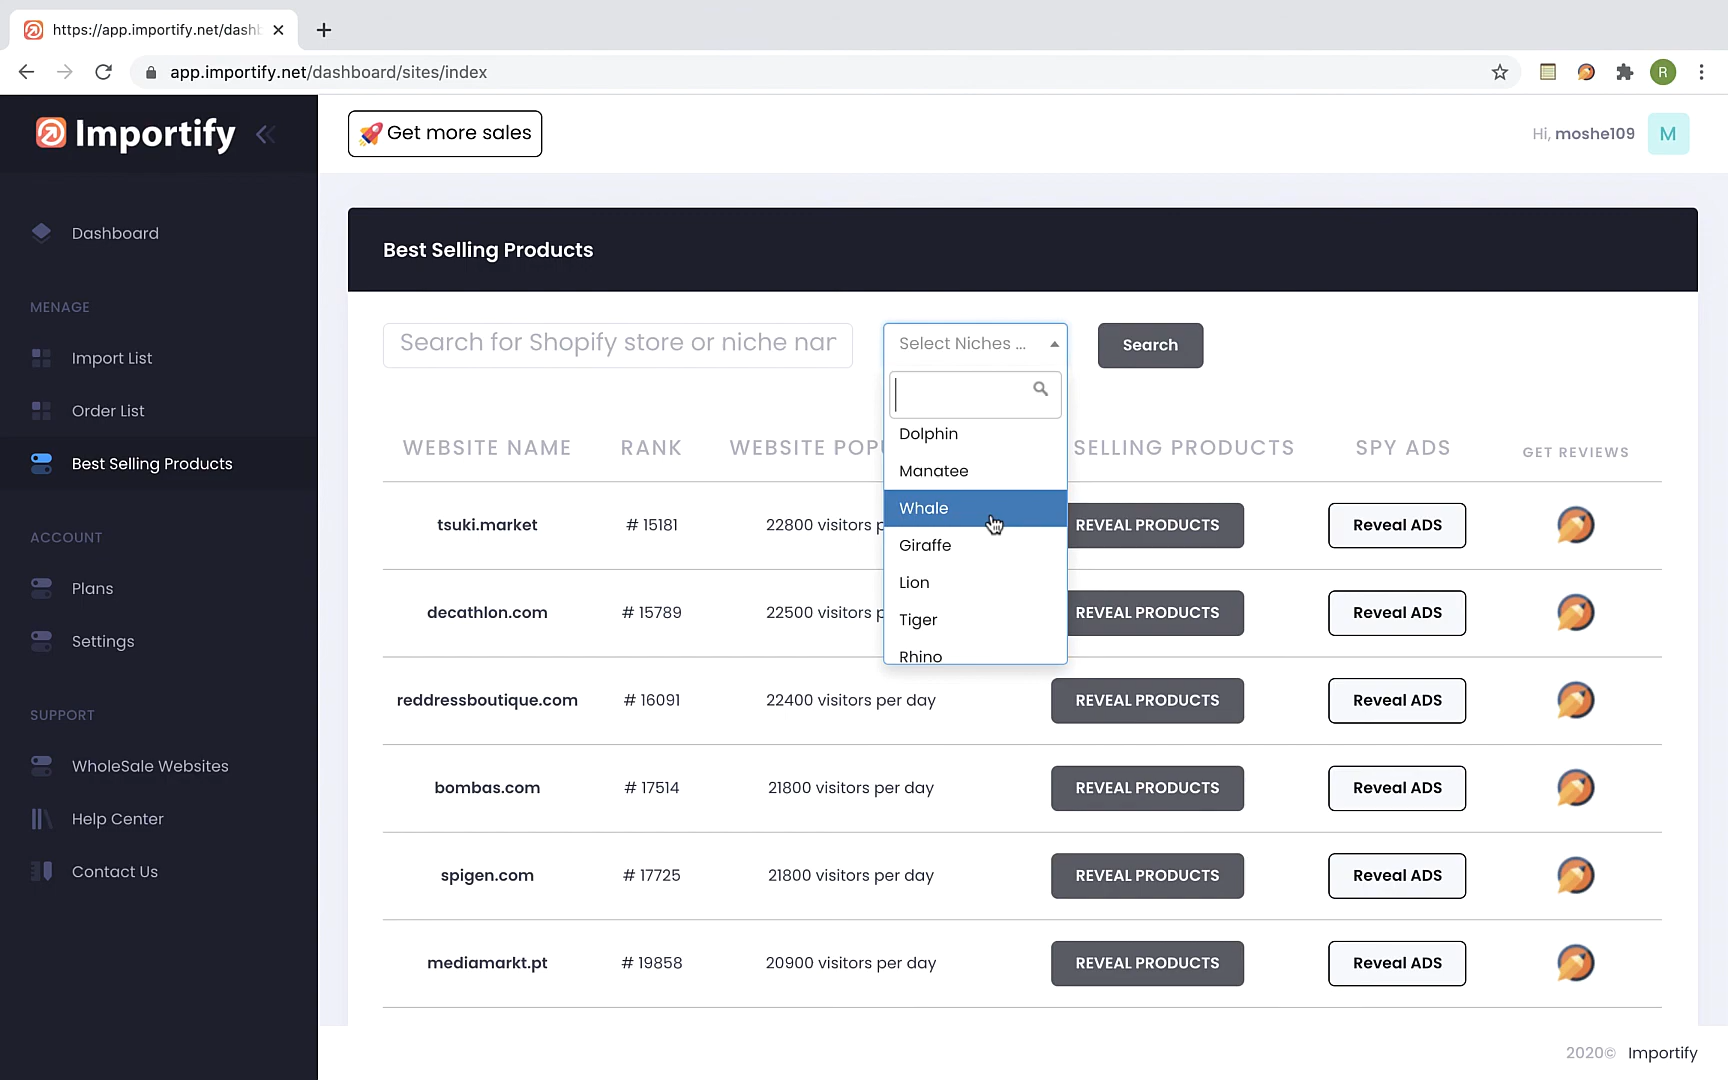 https://app.importify.net/dashb
app.importify.net/dashboard/sites/index
R
Importify
Get more sales
Hi, moshe109
M
Dashboard
MENAGE
Import List
Order List
Best Selling Products
ACCOUNT
Plans
Settings
SUPPORT
WholeSale Websites
Help Center
Contact Us
Best Selling Products
Search for Shopify store or niche nar
Select Niches ...
Search
Dolphin
Manatee
Whale
Giraffe
Lion
Tiger
Rhino
WEBSITE NAME RANK WEBSITE POPU SELLING PRODUCTS SPY ADS GET REVIEWS
tsuki.market # 15181 22800 visitors p REVEAL PRODUCTS Reveal ADS
decathlon.com # 15789 22500 visitors p REVEAL PRODUCTS Reveal ADS
reddressboutique.com # 16091 22400 visitors per day REVEAL PRODUCTS Reveal ADS
bombas.com # 17514 21800 visitors per day REVEAL PRODUCTS Reveal ADS
spigen.com # 17725 21800 visitors per day REVEAL PRODUCTS Reveal ADS
mediamarkt.pt # 19858 20900 visitors per day REVEAL PRODUCTS Reveal ADS
2020© Importify